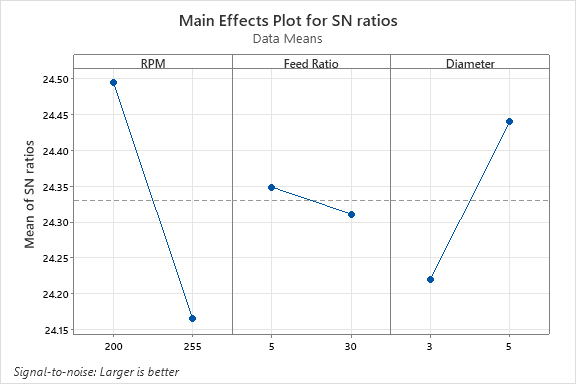 Main Effects Plot for SN ratios
Data Means
RPM Feed Ratio Diameter
24.50
24.45
24.40
24.35
24.30
24.25
24.20
24.15
Mean of SN ratios
200 255 5 30 3 5
Signal-to-noise: Larger is better